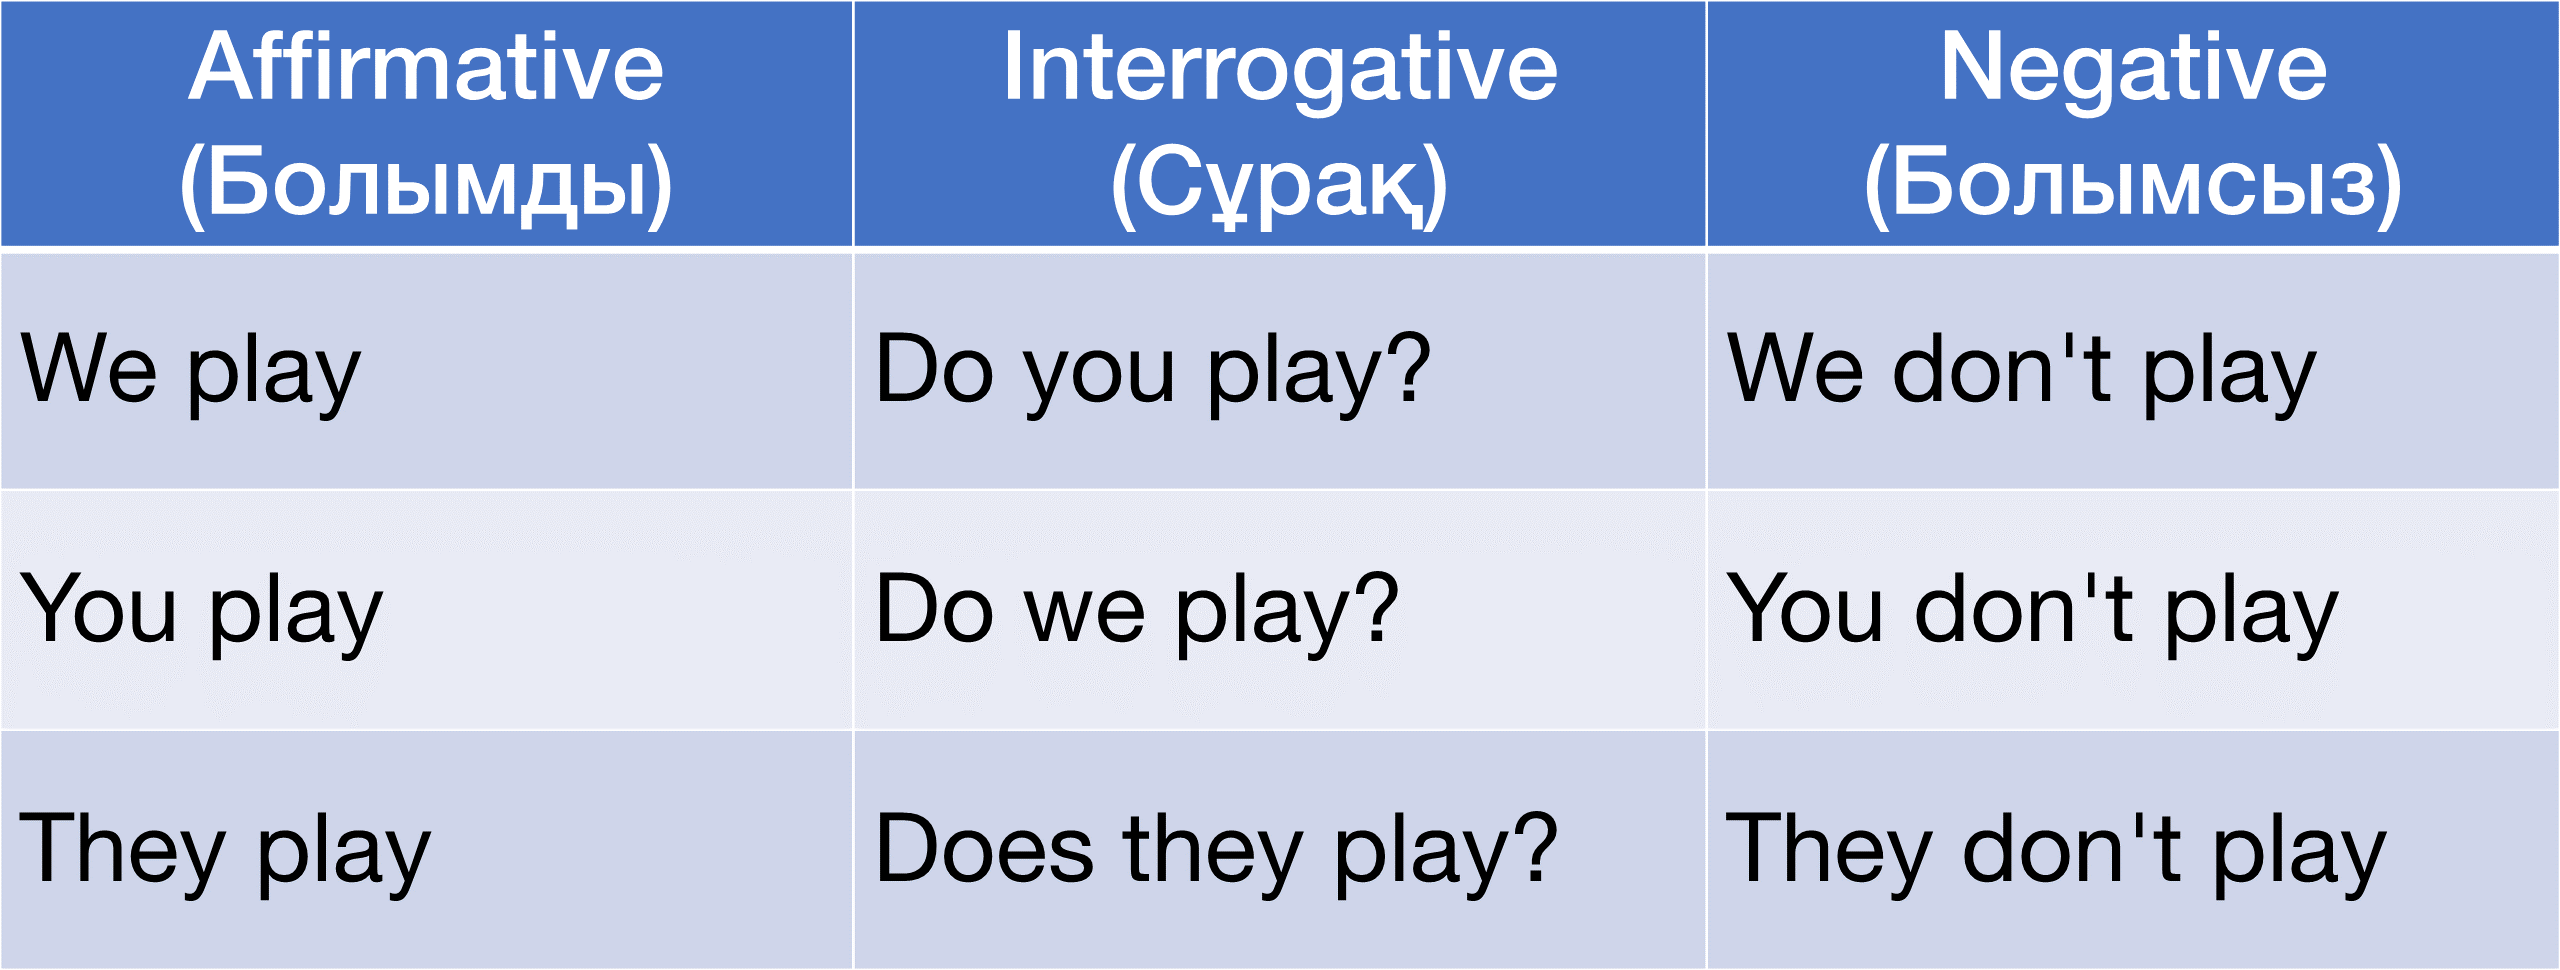 Affirmative
(Болымды)
Interrogative
(Сұрақ)
Negative
(Болымсыз)
We play
Do you play?
We don't play
You play
Do we play?
You don't play
They play
Does they play?
They don't play